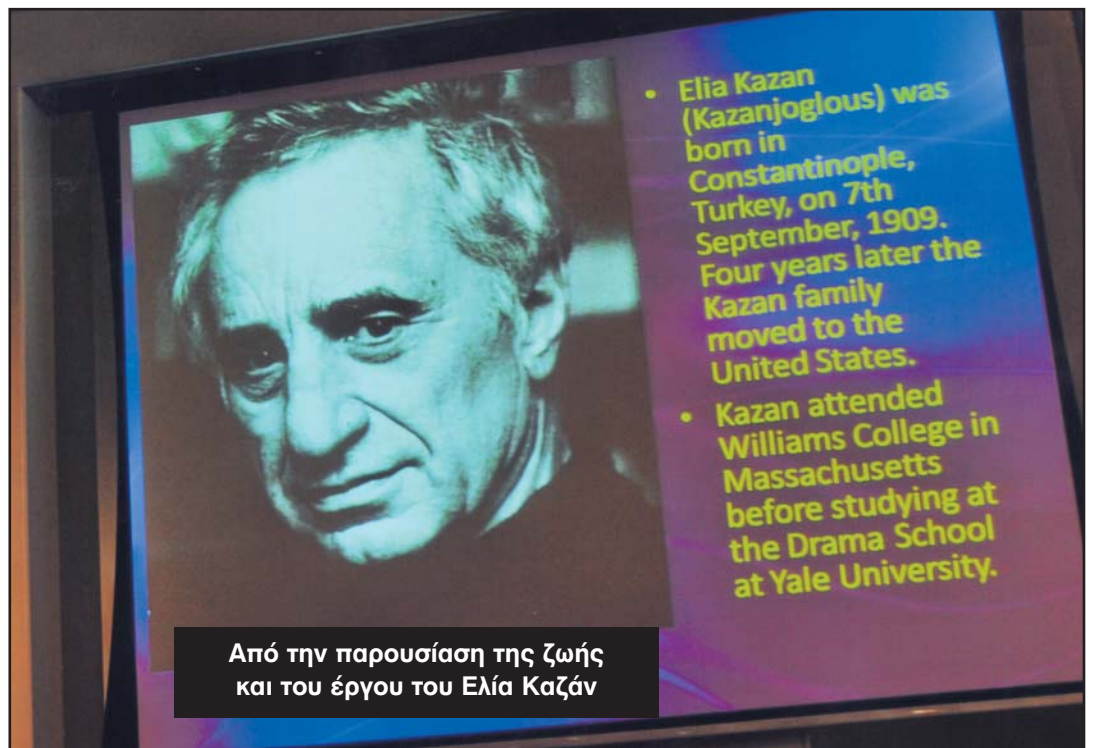 • Elia Kazan
(Kazanjoglous) was
born in
Constantinople,
Turkey, on 7th
September, 1909.
Four years later the
Kazan family
moved to the
United States.
• Kazan attended
Williams College in
Massachusetts
before studying at
the Drama School
at Yale University.
Από την παρουσίαση της ζωής
και του έργου του Ελία Καζάν